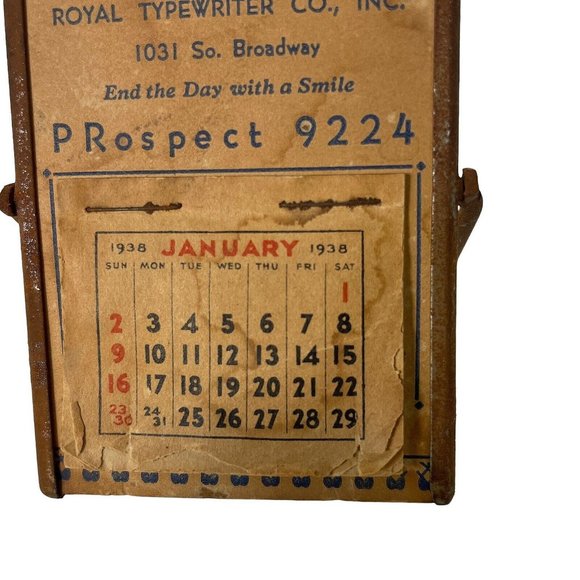 ROYAL TYPEWRITER CO., INC.
1031 So. Broadway
End the Day with a Smile
PRospect 9224
1938 JANUARY 1938
SUN MON TUE WED THU FRI SAT
1
2 3 4 5 6 7 8
9 10 11 12 13 14 15
16 17 18 19 20 21 22
23/30 24/31 25 26 27 28 29